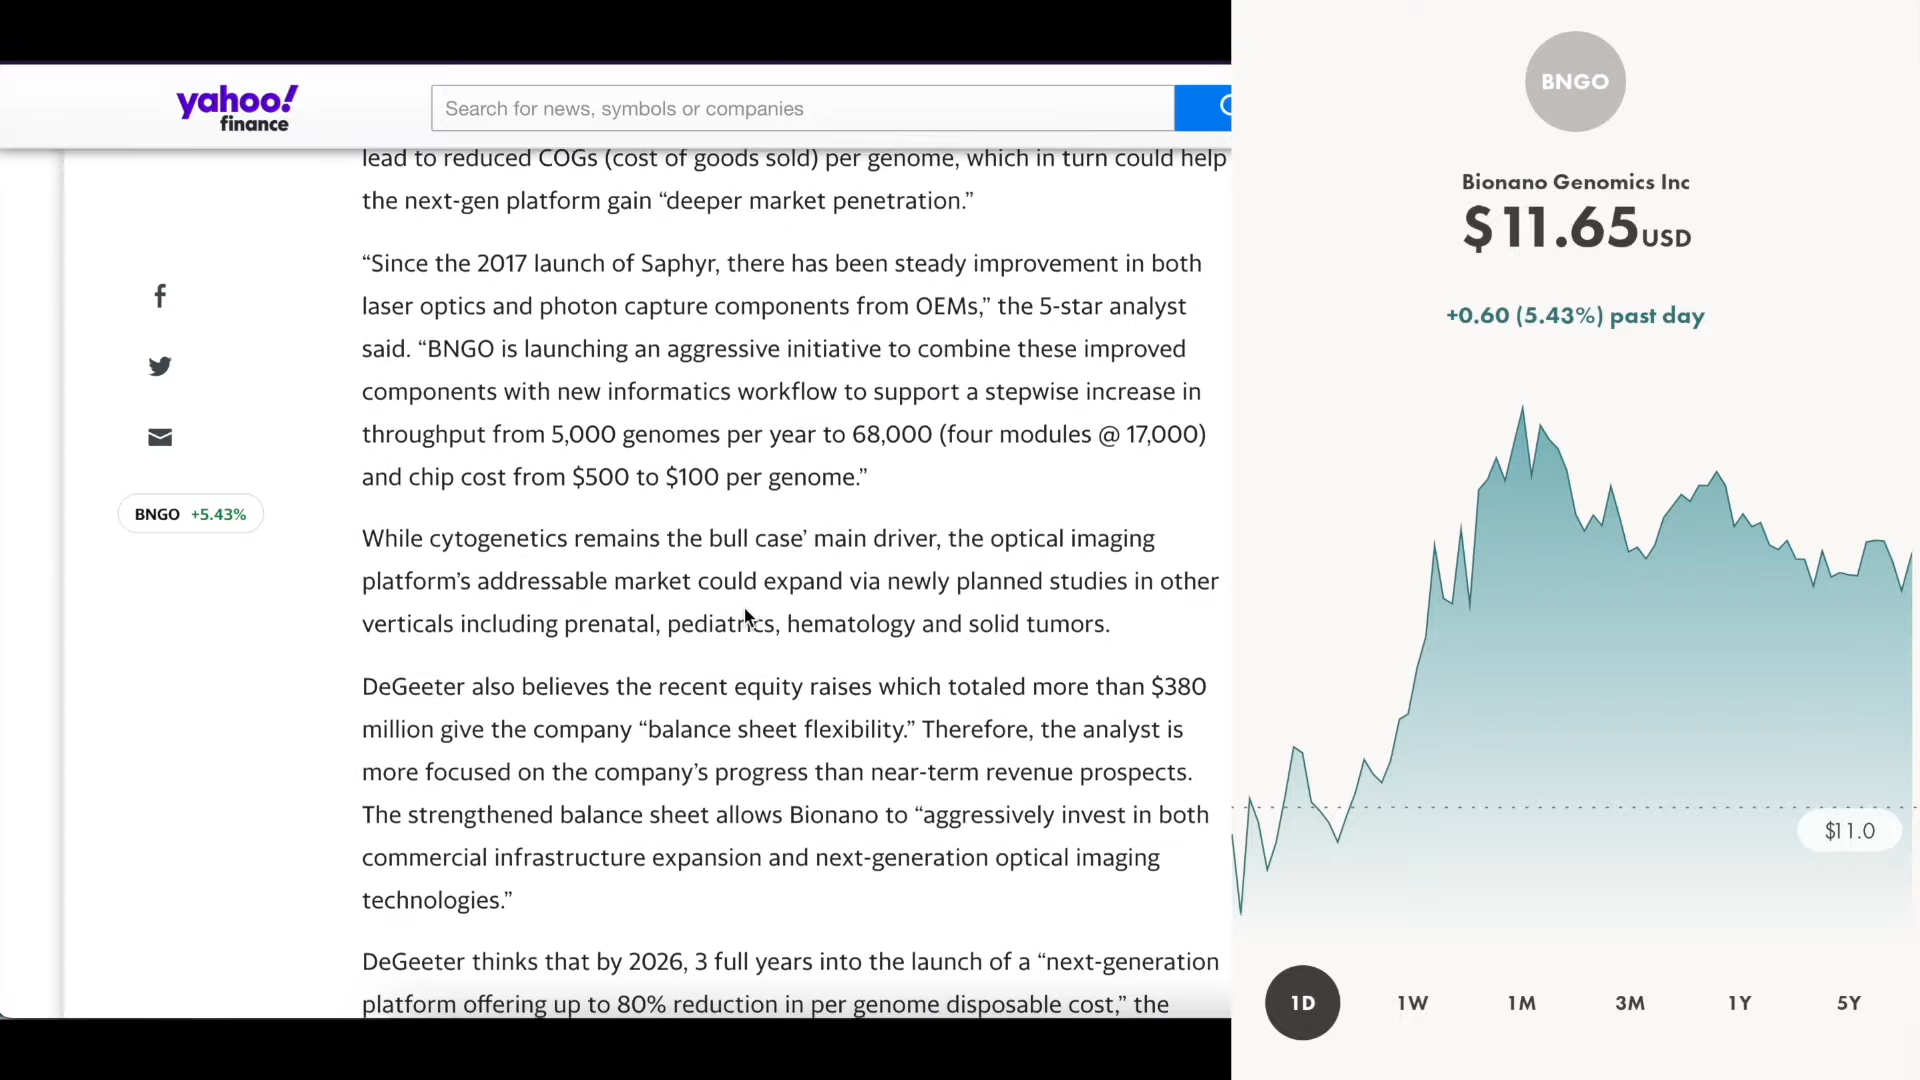 yahoo!
finance
Search for news, symbols or companies
lead to reduced COGs (cost of goods sold) per genome, which in turn could help
the next-gen platform gain “deeper market penetration.”
“Since the 2017 launch of Saphyr, there has been steady improvement in both
laser optics and photon capture components from OEMs,” the 5-star analyst
said. “BNGO is launching an aggressive initiative to combine these improved
components with new informatics workflow to support a stepwise increase in
throughput from 5,000 genomes per year to 68,000 (four modules @ 17,000)
and chip cost from $500 to $100 per genome.”
BNGO +5.43%
While cytogenetics remains the bull case’ main driver, the optical imaging
platform’s addressable market could expand via newly planned studies in other
verticals including prenatal, pediatrics, hematology and solid tumors.
DeGeeter also believes the recent equity raises which totaled more than $380
million give the company “balance sheet flexibility.” Therefore, the analyst is
more focused on the company’s progress than near-term revenue prospects.
The strengthened balance sheet allows Bionano to “aggressively invest in both
commercial infrastructure expansion and next-generation optical imaging
technologies.”
DeGeeter thinks that by 2026, 3 full years into the launch of a “next-generation
platform offering up to 80% reduction in per genome disposable cost,” the
BNGO
Bionano Genomics Inc
$11.65USD
+0.60 (5.43%) past day
$11.0
1D 1W 1M 3M 1Y 5Y